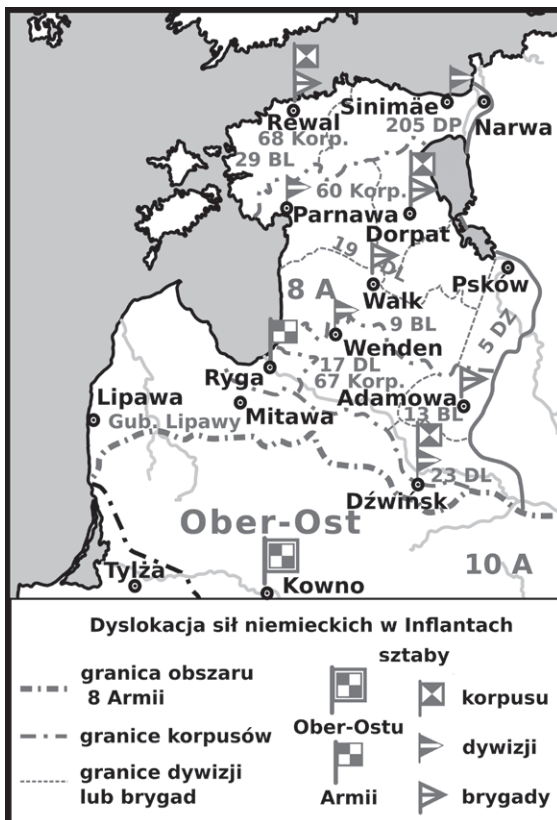 Rewal
Sinimäe
205 DP
Narwa
68 Korp.
29 BL
60 Korp.
Parnawa
Dorpat
19 DL
Psków
8 A
Walk
9 BL
5 DZ
Wenden
17 DL
Ryga
67 Korp.
Adamowa
Lipawa
Mitawa
13 BL
Gub. Lipawy
23 DL
Dźwinsk
Ober-Ost
10 A
Tylża
Kowno
Dyslokacja sił niemieckich w Inflantach
sztaby
granica obszaru
8 Armii
korpusu
Ober-Ostu
granice korpusów
dywizji
granice dywizji
lub brygad
Armii
brygady